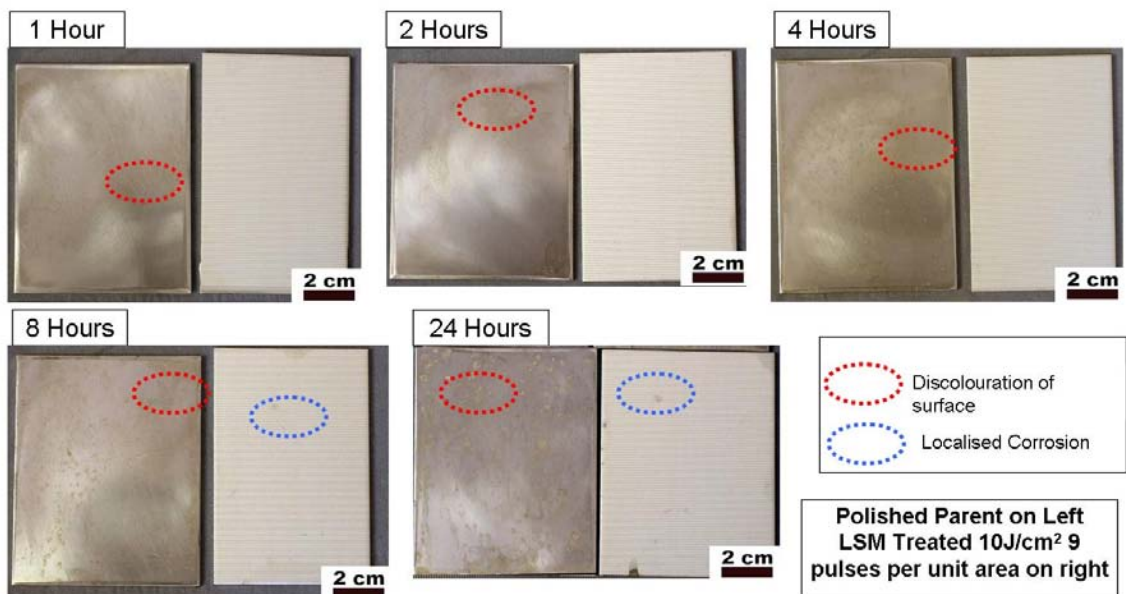 1 Hour
2 Hours
4 Hours
2 cm
2 cm
2 cm
8 Hours
24 Hours
2 cm
2 cm
Discolouration of
surface
Localised Corrosion
Polished Parent on Left
LSM Treated 10J/cm² 9
pulses per unit area on right